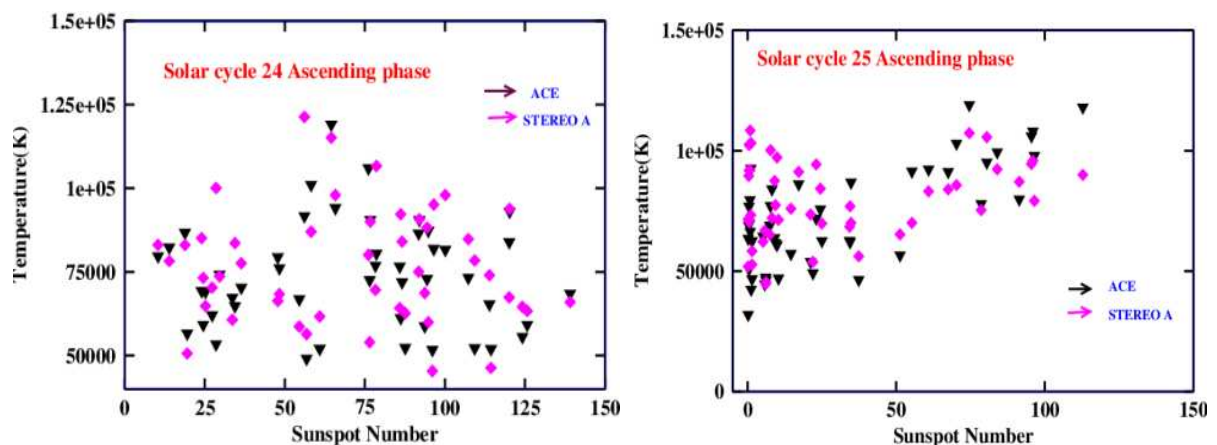 1.5e+05
Solar cycle 24 Ascending phase
ACE
STEREO A
1.25e+05
1e+05
75000
50000
Temperature(K)
0 25 50 75 100 125 150
Sunspot Number
1.5e+05
Solar cycle 25 Ascending phase
1e+05
50000
ACE
STEREO A
0
Temperature(K)
0 50 100 150
Sunspot Number